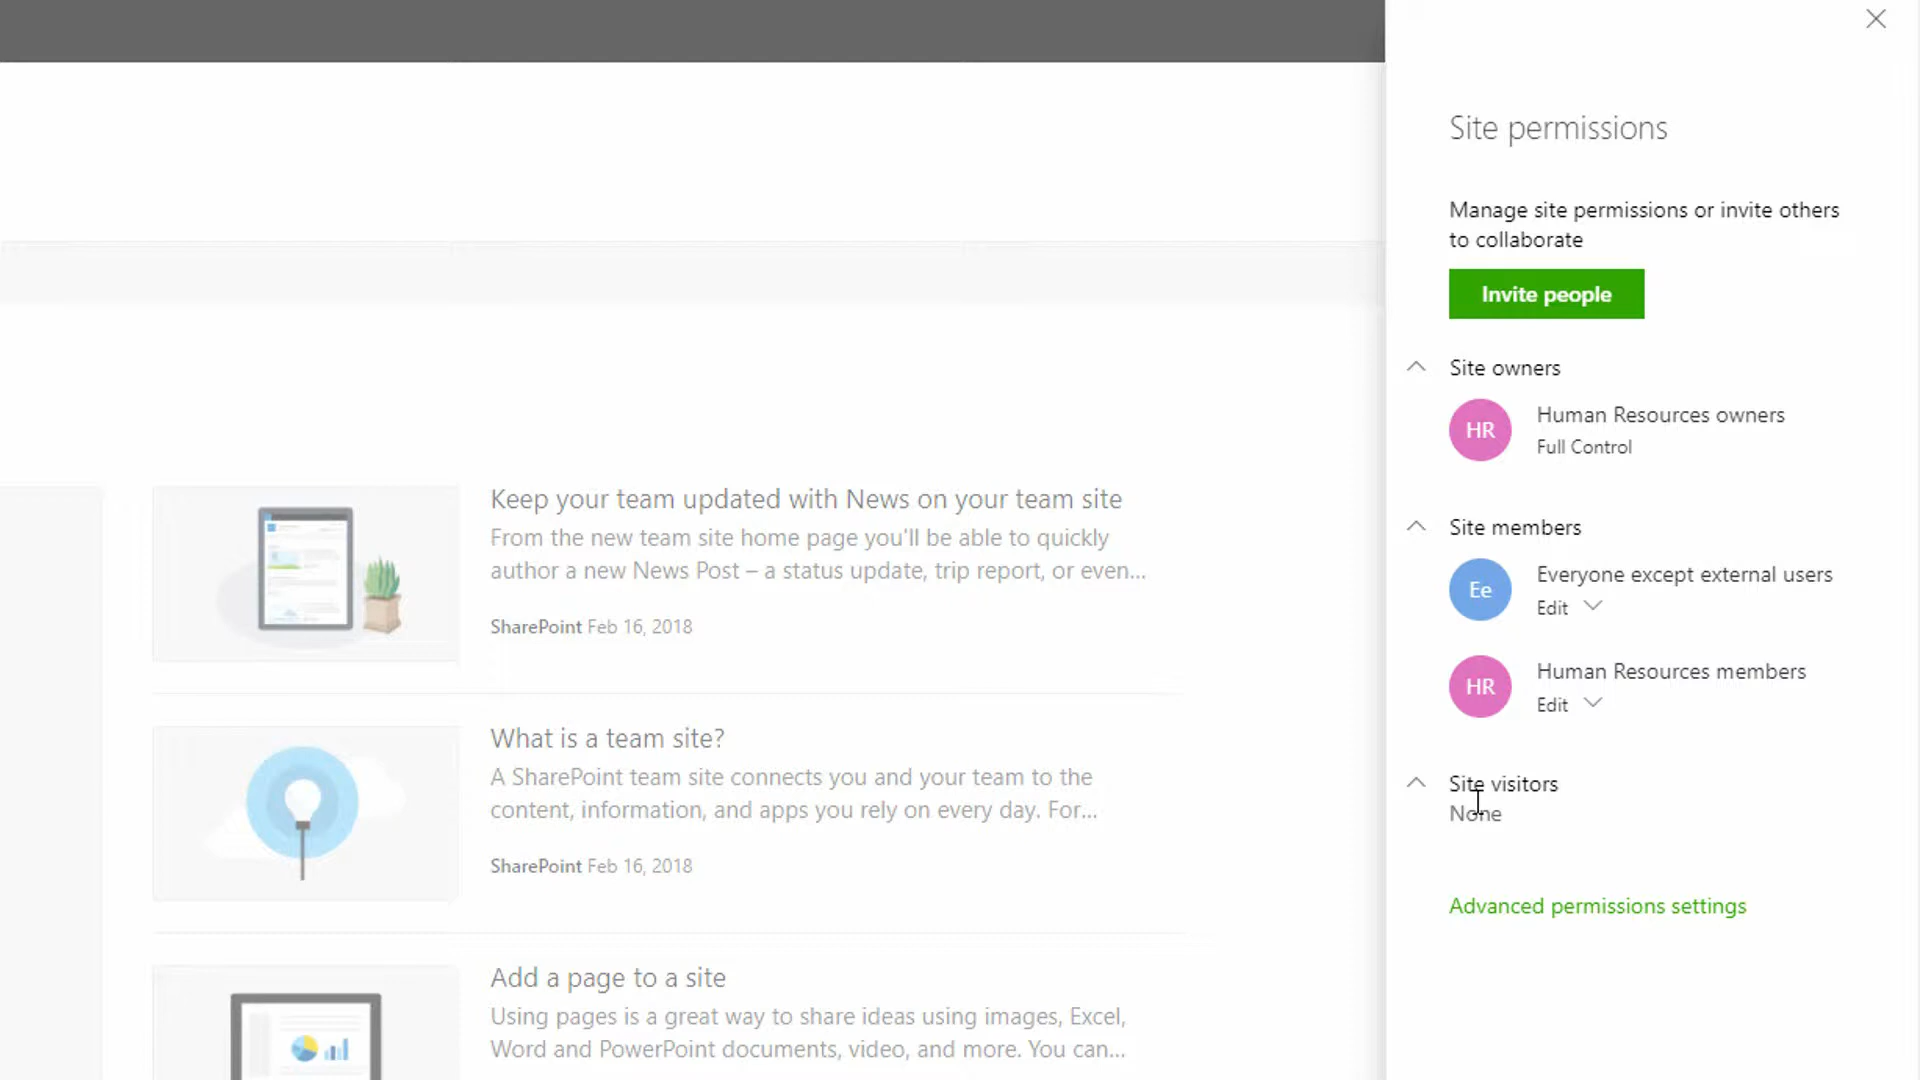 Site permissions
Manage site permissions or invite others
to collaborate
Invite people
Site owners
HR
Human Resources owners
Full Control
Site members
Ee
Everyone except external users
Edit
HR
Human Resources members
Edit
Site visitors
None
Advanced permissions settings
Keep your team updated with News on your team site
From the new team site home page you'll be able to quickly
author a new News Post – a status update, trip report, or even...
SharePoint Feb 16, 2018
What is a team site?
A SharePoint team site connects you and your team to the
content, information, and apps you rely on every day. For...
SharePoint Feb 16, 2018
Add a page to a site
Using pages is a great way to share ideas using images, Excel,
Word and PowerPoint documents, video, and more. You can...